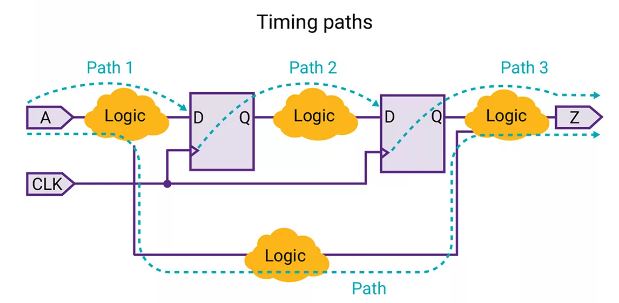 Timing paths
Path 1
Path 2
Path 3
A
Logic
D
Q
Logic
D
Q
Logic
Z
CLK
Logic
Path